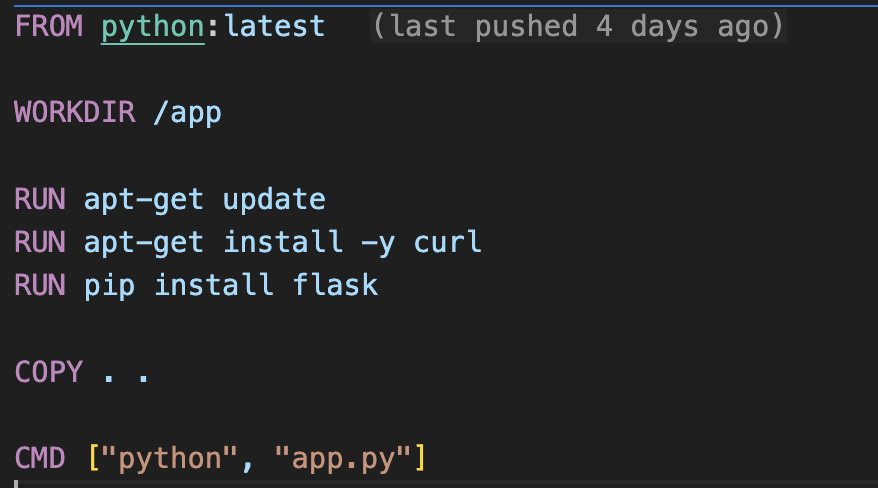 FROM python:latest (last pushed 4 days ago)
WORKDIR /app
RUN apt-get update
RUN apt-get install -y curl
RUN pip install flask
COPY . .
CMD ["python", "app.py"]